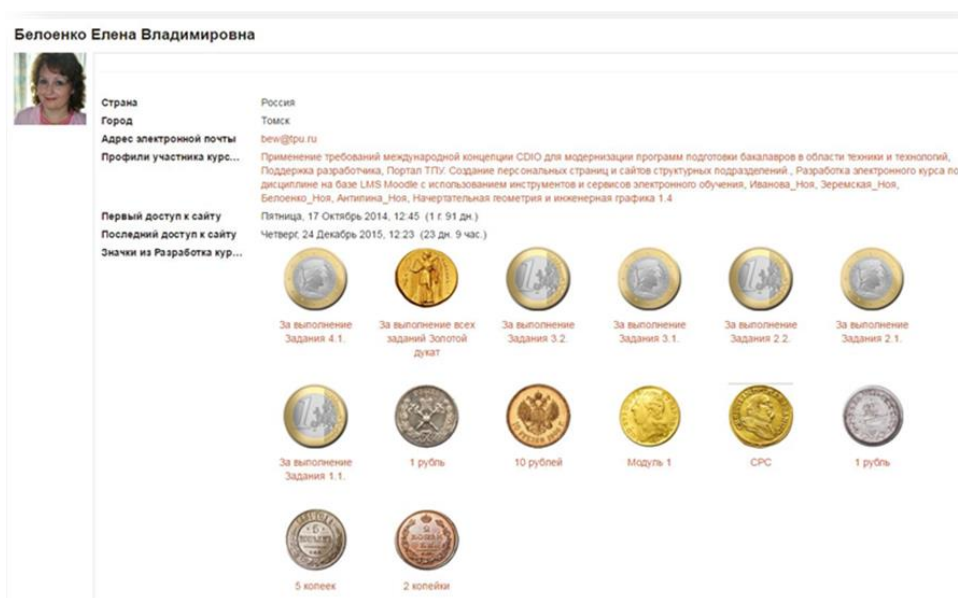 Белоенко Елена Владимировна
Страна Россия
Город Томск
Адрес электронной почты bew@tpu.ru
Профили участника курс... Применение требований международной концепции CDIO для модернизации программ подготовки бакалавров в области техники и технологий,
Поддержка разработчика, Портал ТПУ. Создание персональных страниц и сайтов структурных подразделений , Разработка электронного курса по
дисциплине на базе LMS Moodle с использованием инструментов и сервисов электронного обучения, Иванова_Ноя, Зеремская_Ноя,
Белоенко_Ноя, Антипина_Ноя, Начертательная геометрия и инженерная графика 1.4
Первый доступ к сайту Пятница, 17 Октябрь 2014, 12:45 (1 г. 91 дн.)
Последний доступ к сайту Четверг, 24 Декабрь 2015, 12:23 (23 дн. 9 час.)
Значки из Разработка кур...
За выполнение За выполнение всех За выполнение За выполнение За выполнение За выполнение
Задания 4.1. заданий Золотой Задания 3.2. Задания 3.1. Задания 2.2. Задания 2.1.
дукат
За выполнение 1 рубль 10 рублей Модуль 1 СРС 1 рубль
Задания 1.1.
5 копеек 2 копейки